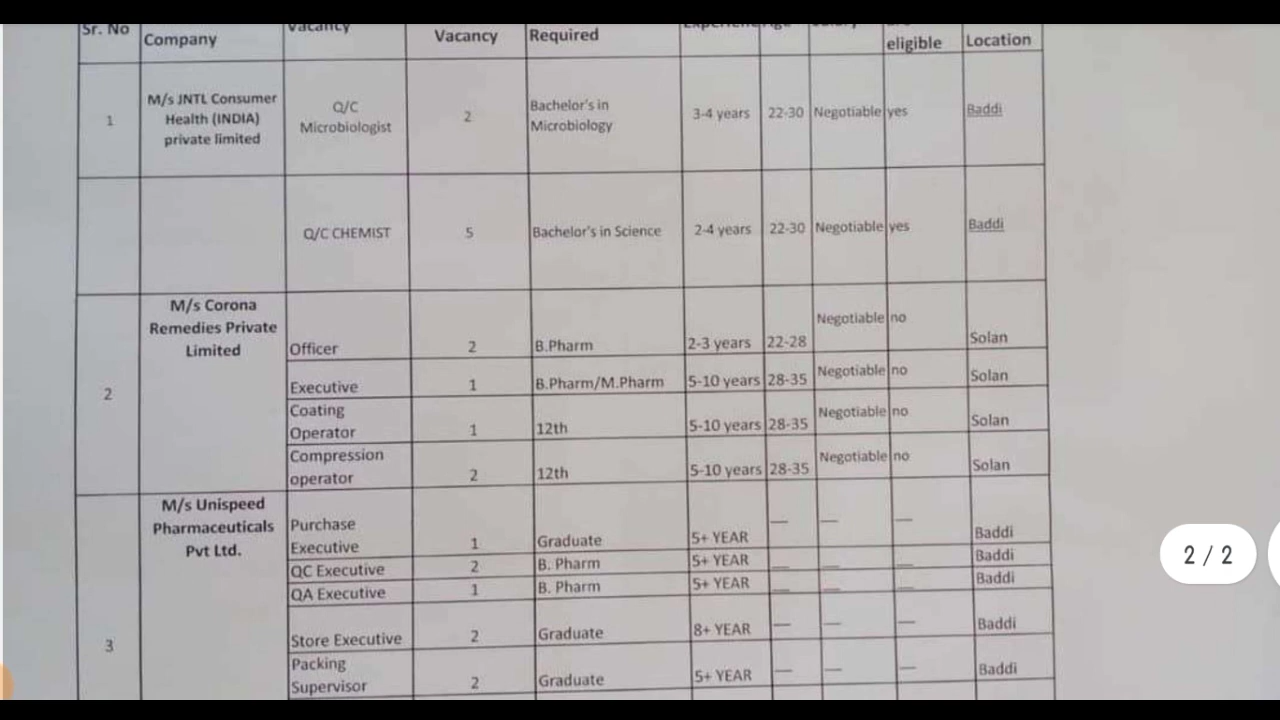 Sr. No Company Vacancy Vacancy Required eligible Location
1 M/s JNTL Consumer Health (INDIA) private limited Q/C Microbiologist 2 Bachelor's in Microbiology 3-4 years 22-30 Negotiable yes Baddi
Q/C CHEMIST 5 Bachelor's in Science 2-4 years 22-30 Negotiable yes Baddi
2 M/s Corona Remedies Private Limited
Officer 2 B.Pharm 2-3 years 22-28 Negotiable no Solan
Executive 1 B.Pharm/M.Pharm 5-10 years 28-35 Negotiable no Solan
Coating Operator 1 12th 5-10 years 28-35 Negotiable no Solan
Compression operator 2 12th 5-10 years 28-35 Negotiable no Solan
3 M/s Unispeed Pharmaceuticals Pvt Ltd.
Purchase Executive 1 Graduate 5+ YEAR — — — Baddi
QC Executive 2 B. Pharm 5+ YEAR — — — Baddi
QA Executive 1 B. Pharm 5+ YEAR — — — Baddi
Store Executive 2 Graduate 8+ YEAR — — — Baddi
Packing Supervisor 2 Graduate 5+ YEAR — — — Baddi
2 / 2